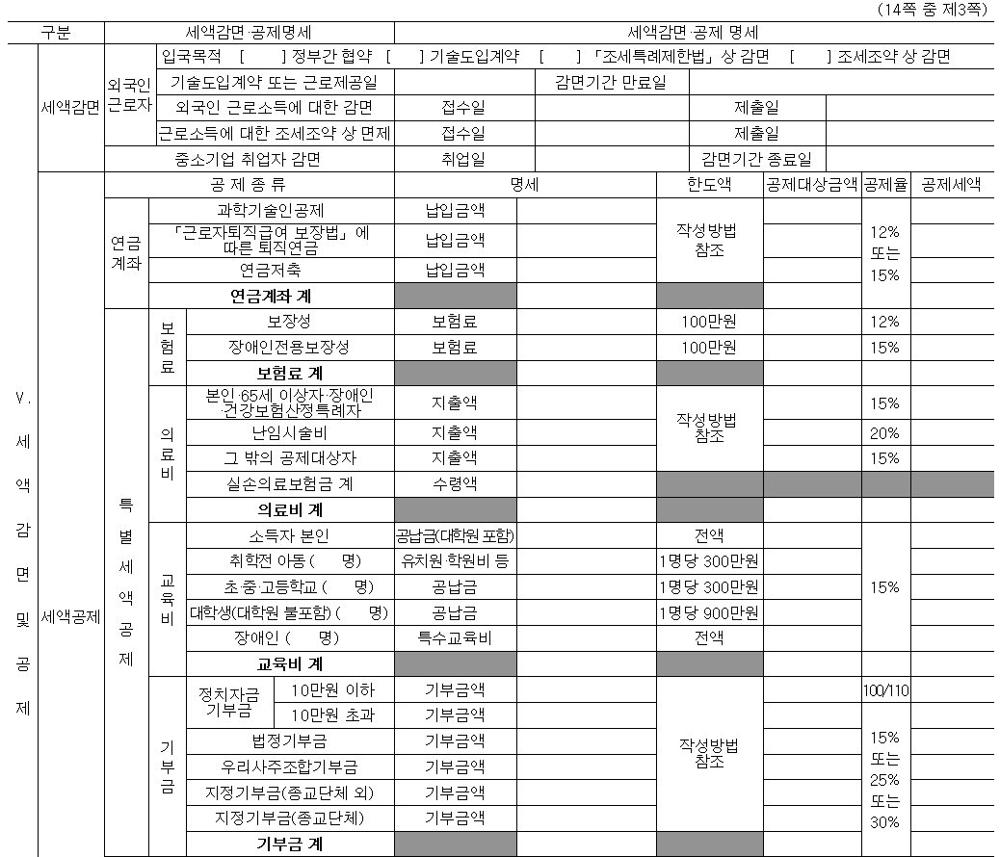 (14쪽 중 제3쪽)
구분 세액감면·공제명세 세액감면·공제 명세
Ⅴ. 세액감면 및 공제
세액감면
외국인 근로자
입국목적 [ ] 정부간 협약 [ ] 기술도입계약 [ ] 「조세특례제한법」상 감면 [ ] 조세조약 상 감면
기술도입계약 또는 근로제공일 감면기간 만료일
외국인 근로소득에 대한 감면 접수일 제출일
근로소득에 대한 조세조약 상 면제 접수일 제출일
중소기업 취업자 감면 취업일 감면기간 종료일
세액공제
공 제 종 류 명세 한도액 공제대상금액 공제율 공제세액
연금계좌
과학기술인공제 납입금액 작성방법 참조 12% 또는 15%
「근로자퇴직급여 보장법」에
따른 퇴직연금 납입금액
연금저축 납입금액
연금계좌 계
특별세액공제
보험료
보장성 보험료 100만원 12%
장애인전용보장성 보험료 100만원 15%
보험료 계
의료비
본인·65세 이상자·장애인
·건강보험산정특례자 지출액 작성방법 참조 15%
난임시술비 지출액 20%
그 밖의 공제대상자 지출액 15%
실손의료보험금 계 수령액
의료비 계
교육비
소득자 본인 공납금(대학원 포함) 전액 15%
취학전 아동 ( 명) 유치원·학원비 등 1명당 300만원
초·중·고등학교 ( 명) 공납금 1명당 300만원
대학생(대학원 불포함) ( 명) 공납금 1명당 900만원
장애인 ( 명) 특수교육비 전액
교육비 계
기부금
정치자금 기부금 10만원 이하 기부금액 작성방법 참조 100/110
10만원 초과 기부금액 15% 또는 25% 또는 30%
법정기부금 기부금액
우리사주조합기부금 기부금액
지정기부금(종교단체 외) 기부금액
지정기부금(종교단체) 기부금액
기부금 계